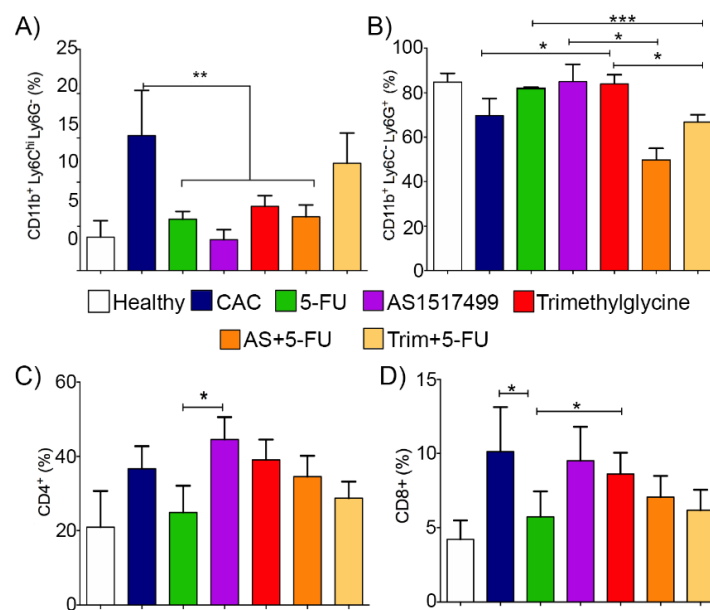 A)
25
20
15
10
5
0
CD11b⁺ Ly6Cʰⁱ Ly6G⁻ (%)
**
B)
100
80
60
40
20
0
CD11b⁺ Ly6C⁻ Ly6G⁺ (%)
***
*
*
*
Healthy CAC 5-FU AS1517499 Trimethylglycine
AS+5-FU Trim+5-FU
C)
60
40
20
0
CD4⁺ (%)
*
D)
15
10
5
0
CD8+ (%)
*
*